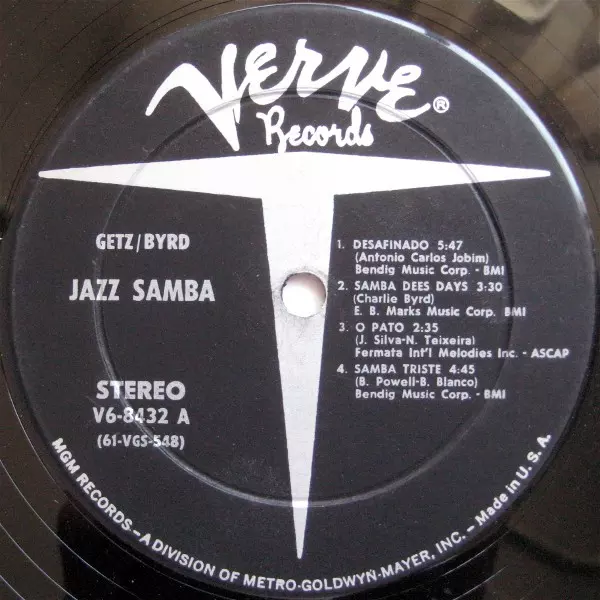 Verve®
Records
GETZ/BYRD
JAZZ SAMBA
STEREO
V6-8432 A
(61-VGS-548)
1. DESAFINADO 5:47
(Antonio Carlos Jobim)
Bendig Music Corp. - BMI
2. SAMBA DEES DAYS 3:30
(Charlie Byrd)
E. B. Marks Music Corp. BMI
3. O PATO 2:35
(J. Silva-N. Teixeira)
Fermata Int'l Melodies Inc. - ASCAP
4. SAMBA TRISTE 4:45
(B. Powell-B. Blanco)
Bendig Music Corp. - BMI
MGM RECORDS—A DIVISION OF METRO-GOLDWYN-MAYER, INC. — Made in U. S. A.